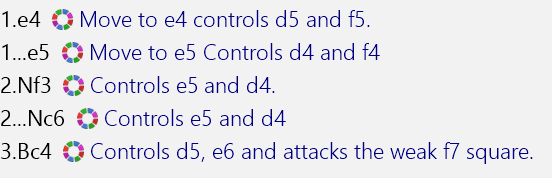 1.e4 Move to e4 controls d5 and f5.
1...e5 Move to e5 Controls d4 and f4
2.Nf3 Controls e5 and d4.
2...Nc6 Controls e5 and d4
3.Bc4 Controls d5, e6 and attacks the weak f7 square.